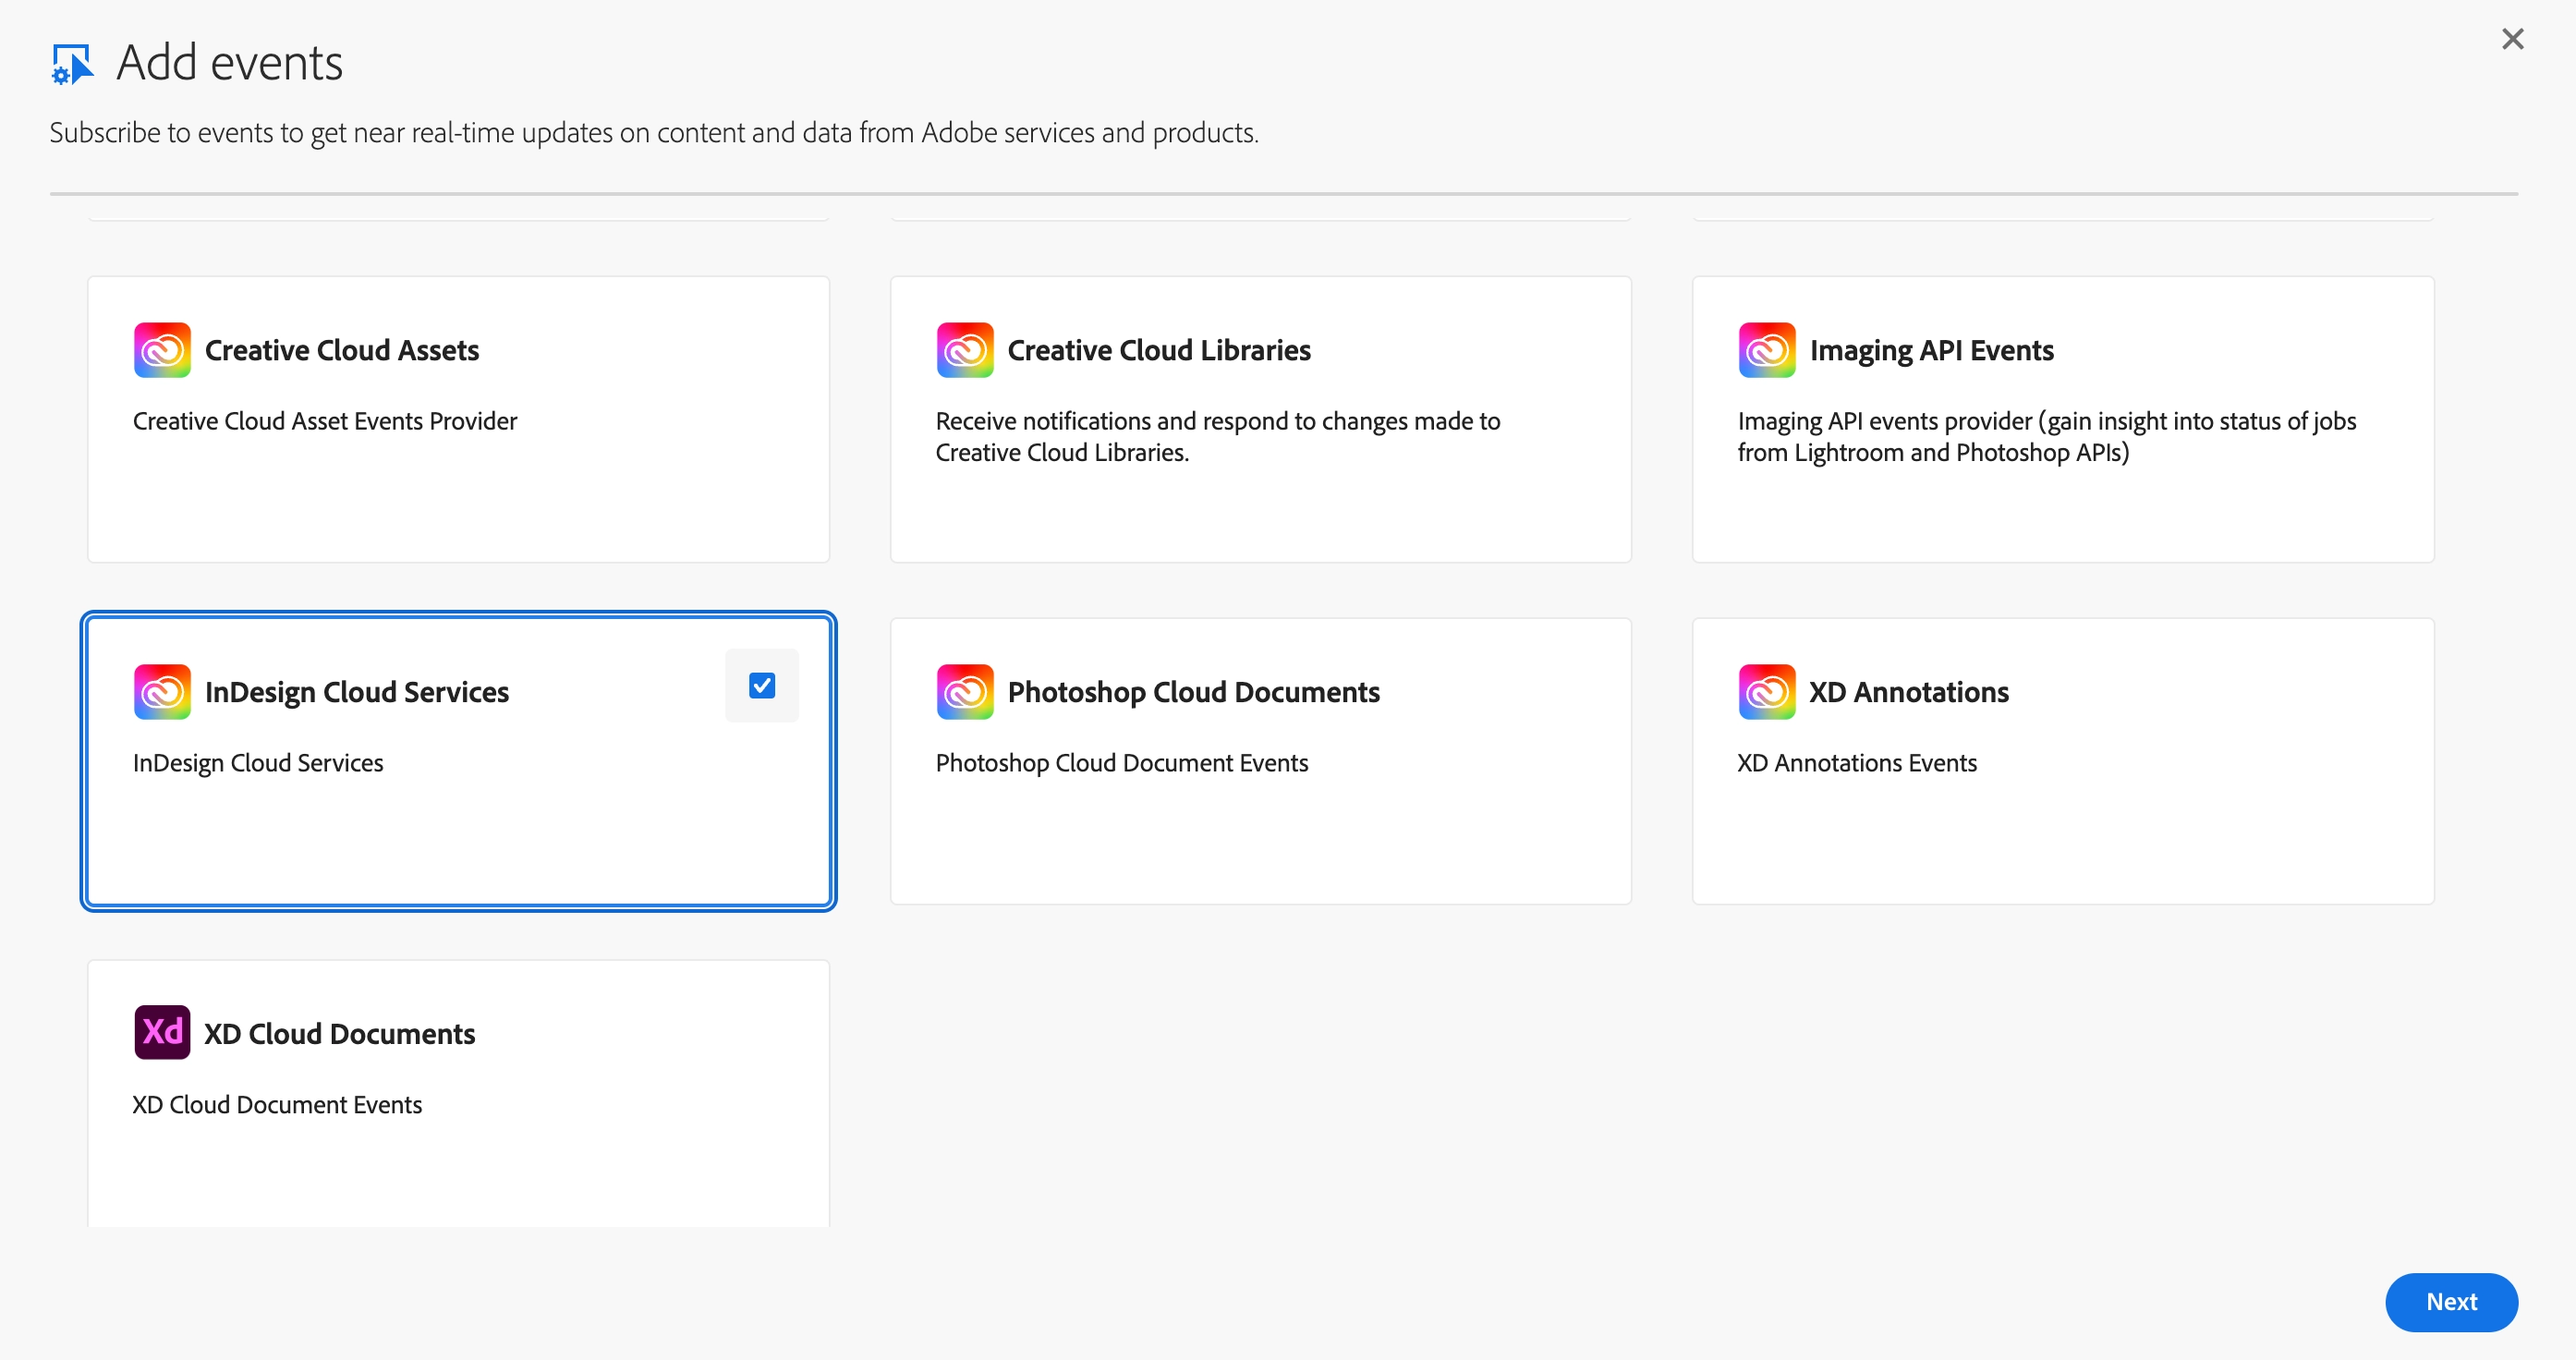 Add events
Subscribe to events to get near real-time updates on content and data from Adobe services and products.
Creative Cloud Assets
Creative Cloud Asset Events Provider
Creative Cloud Libraries
Receive notifications and respond to changes made to
Creative Cloud Libraries.
Imaging API Events
Imaging API events provider (gain insight into status of jobs
from Lightroom and Photoshop APIs)
InDesign Cloud Services
InDesign Cloud Services
Photoshop Cloud Documents
Photoshop Cloud Document Events
XD Annotations
XD Annotations Events
Xd XD Cloud Documents
XD Cloud Document Events
Next